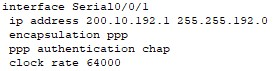 interface Serial0/0/1
ip address 200.10.192.1 255.255.192.0
encapsulation ppp
ppp authentication chap
clock rate 64000